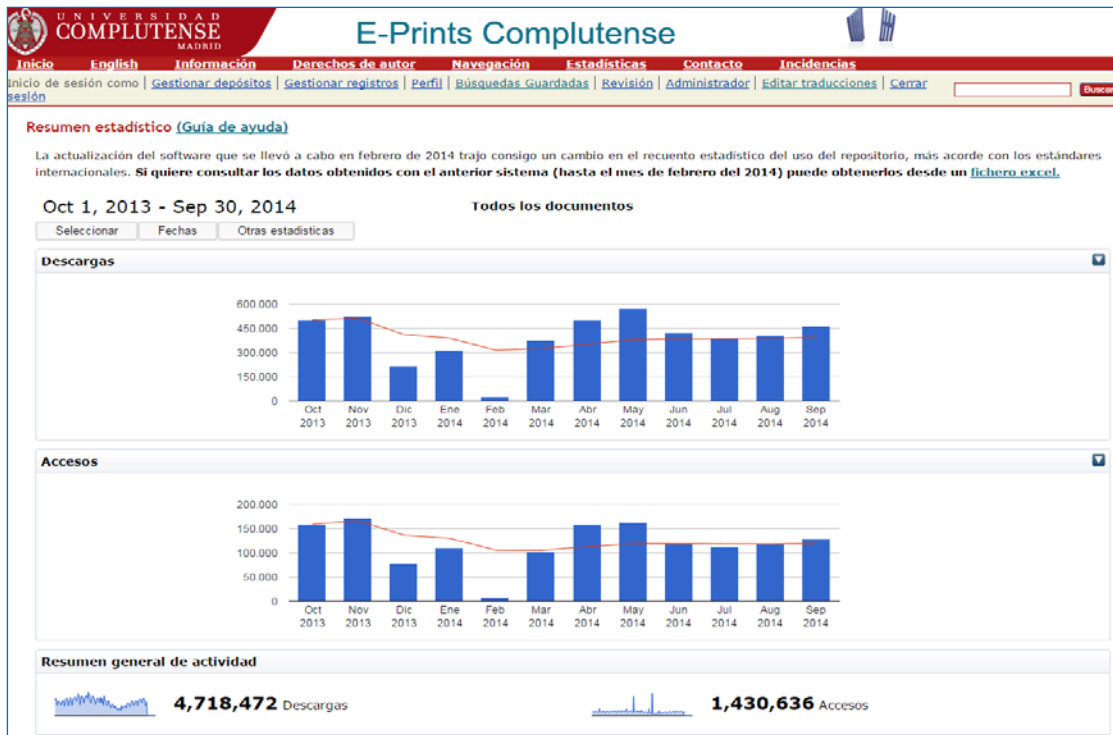 UNIVERSIDAD
COMPLUTENSE
MADRID
E-Prints Complutense
Inicio English Información Derechos de autor Navegación Estadísticas Contacto Incidencias
Inicio de sesión como | Gestionar depósitos | Gestionar registros | Perfil | Búsquedas Guardadas | Revisión | Administrador | Editar traducciones | Cerrar
sesión
Buscar
Resumen estadístico (Guía de ayuda)
La actualización del software que se llevó a cabo en febrero de 2014 trajo consigo un cambio en el recuento estadístico del uso del repositorio, más acorde con los estándares
internacionales. Si quiere consultar los datos obtenidos con el anterior sistema (hasta el mes de febrero del 2014) puede obtenerlos desde un fichero excel.
Oct 1, 2013 - Sep 30, 2014 Todos los documentos
Seleccionar Fechas Otras estadisticas
Descargas
600.000
450.000
300.000
150.000
0
Oct Nov Dic Ene Feb Mar Abr May Jun Jul Aug Sep
2013 2013 2013 2014 2014 2014 2014 2014 2014 2014 2014 2014
Accesos
200.000
150.000
100.000
50.000
0
Oct Nov Dic Ene Feb Mar Abr May Jun Jul Aug Sep
2013 2013 2013 2014 2014 2014 2014 2014 2014 2014 2014 2014
Resumen general de actividad
4,718,472 Descargas 1,430,636 Accesos